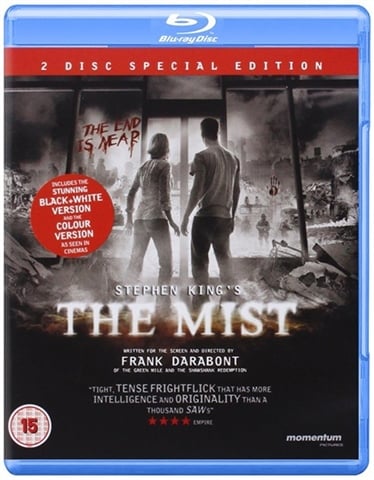 Blu-ray Disc
2 DISC SPECIAL EDITION
THE END
IS NEAR
INCLUDES THE
STUNNING
BLACK & WHITE
VERSION
AND THE
COLOUR
VERSION
AS SEEN IN
CINEMAS
STEPHEN KING'S
THE MIST
WRITTEN FOR THE SCREEN AND DIRECTED BY
FRANK DARABONT
OF THE GREEN MILE AND THE SHAWSHANK REDEMPTION
"TIGHT, TENSE FRIGHTFLICK THAT HAS MORE
INTELLIGENCE AND ORIGINALITY THAN A
THOUSAND SAWS"
★★★★ EMPIRE
15
momentum
PICTURES